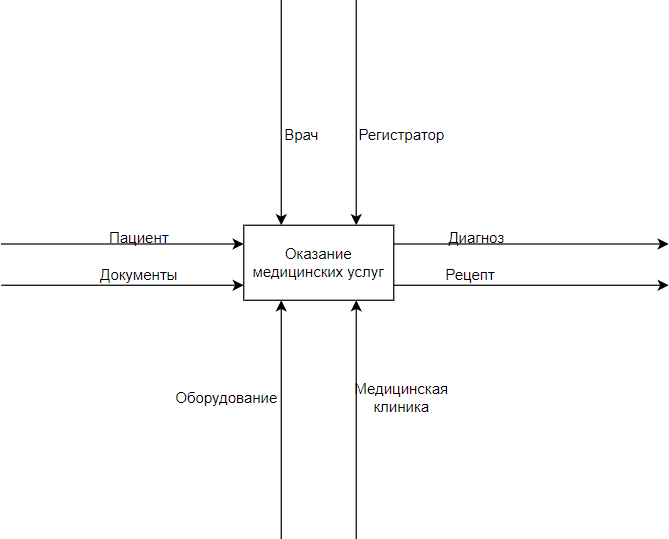 Врач
Регистратор
Пациент
Диагноз
Оказание
медицинских услуг
Документы
Рецепт
Оборудование
Медицинская
клиника